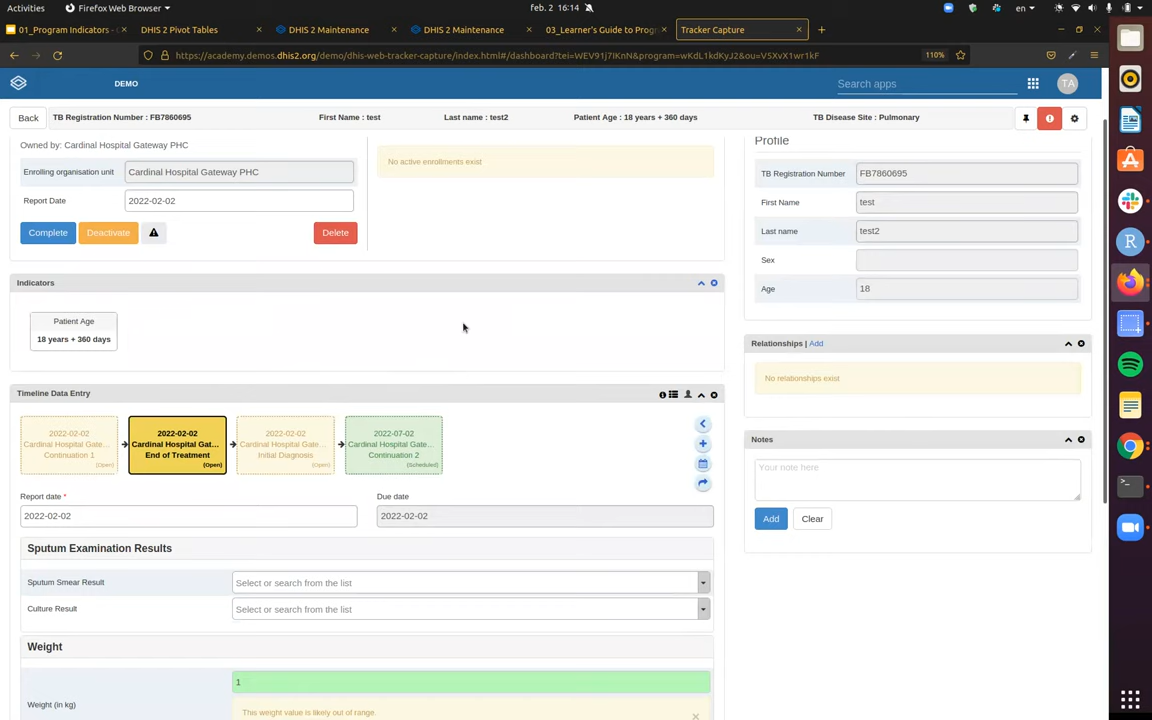 Activities
Firefox Web Browser
feb. 2 16:14
en
01_Program Indicators -
DHIS 2 Pivot Tables
DHIS 2 Maintenance
DHIS 2 Maintenance
03_Learner's Guide to Progr
Tracker Capture
https://academy.demos.dhis2.org/demo/dhis-web-tracker-capture/index.html#/dashboard?tei=WEV91j7IKnN&program=wKdL1kdKyJ2&ou=V5XvX1wr1kF
110%
DEMO
Search apps
TA
Back
TB Registration Number : FB7860695
First Name : test
Last name : test2
Patient Age : 18 years + 360 days
TB Disease Site : Pulmonary
Owned by: Cardinal Hospital Gateway PHC
Enrolling organisation unit
Cardinal Hospital Gateway PHC
Report Date
2022-02-02
Complete
Deactivate
Delete
No active enrollments exist
Profile
TB Registration Number
FB7860695
First Name
test
Last name
test2
Sex
Age
18
Indicators
Patient Age
18 years + 360 days
Relationships | Add
No relationships exist
Timeline Data Entry
2022-02-02
Cardinal Hospital Gate...
Continuation 1
(Open)
2022-02-02
Cardinal Hospital Gat...
End of Treatment
(Open)
2022-02-02
Cardinal Hospital Gate...
Initial Diagnosis
(Open)
2022-07-02
Cardinal Hospital Gate...
Continuation 2
(Scheduled)
Notes
Your note here
Add
Clear
Report date *
2022-02-02
Due date
2022-02-02
Sputum Examination Results
Sputum Smear Result
Select or search from the list
Culture Result
Select or search from the list
Weight
Weight (in kg)
1
This weight value is likely out of range.